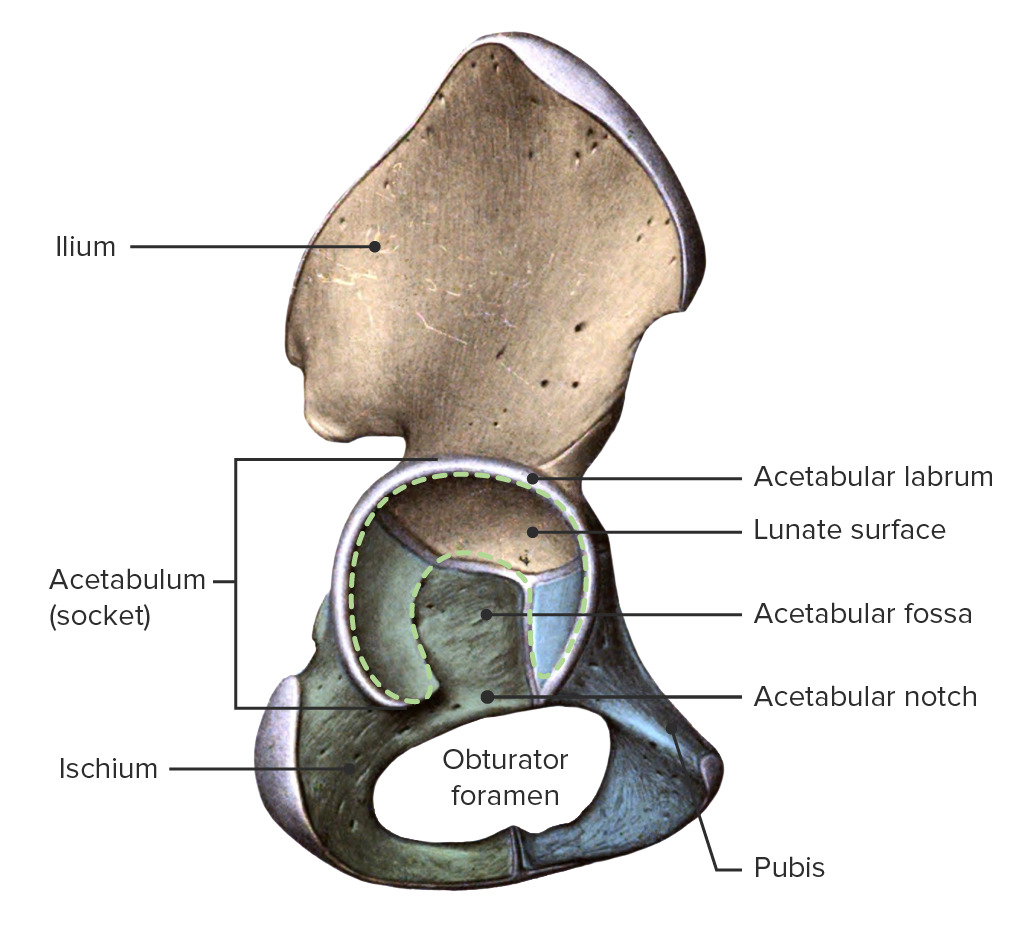 Ilium
Acetabular labrum
Lunate surface
Acetabulum
(socket)
Acetabular fossa
Acetabular notch
Ischium
Obturator
foramen
Pubis